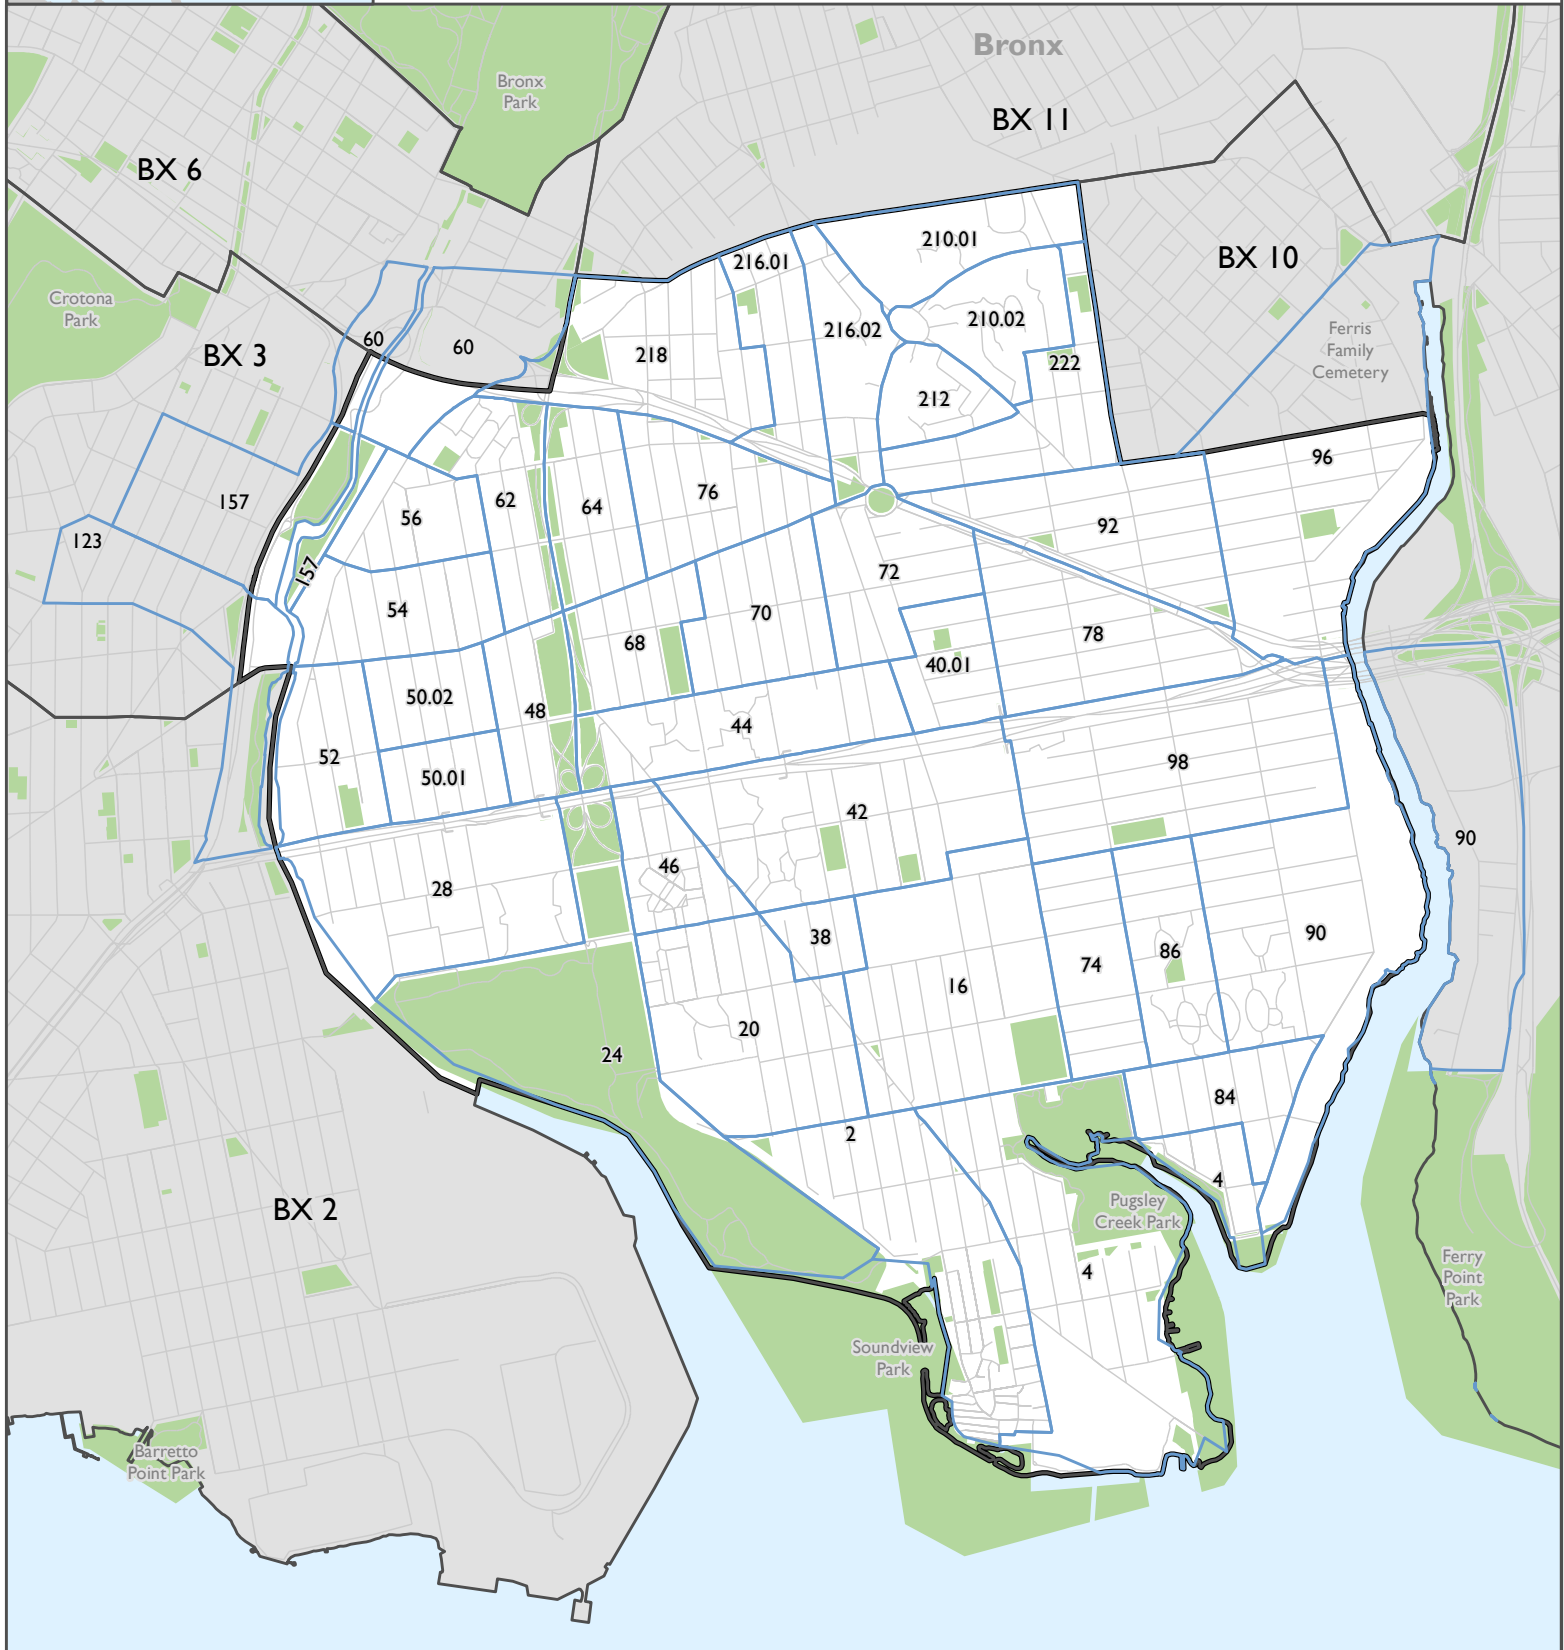 Bronx
Bronx
Park
BX 11
BX 6
210.01
216.01
BX 10
Crotona
Park
210.02
216.02
Ferris
Family
Cemetery
60
60
BX 3
218
222
212
96
76
62
64
157
56
92
123
72
157
54
70
78
68
40.01
50.02
48
44
52
98
50.01
42
90
46
28
38
90
86
74
16
20
24
84
2
4
BX 2
Pugsley
Creek Park
4
Ferry
Point
Park
Soundview
Park
Barretto
Point Park